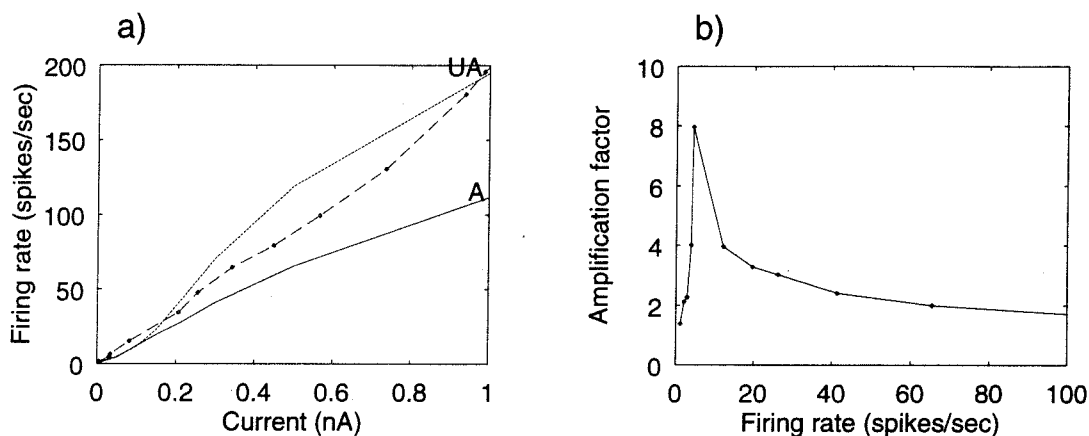 a)
200
150
100
50
0
Firing rate (spikes/sec)
UA
A
0
0.2
0.4
0.6
0.8
1
Current (nA)
b)
10
8
6
4
2
0
Amplification factor
0
20
40
60
80
100
Firing rate (spikes/sec)